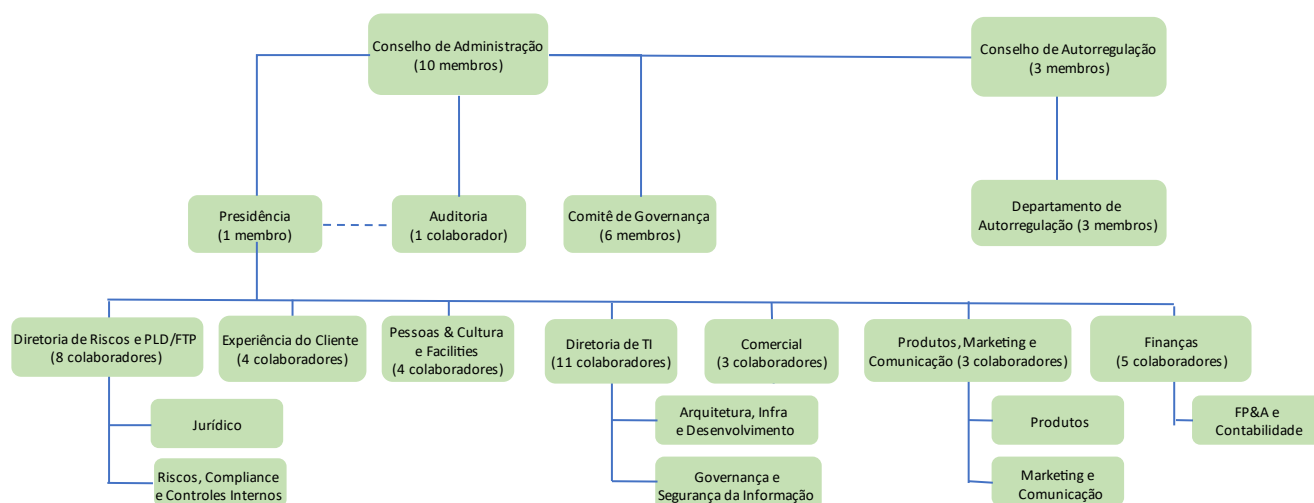 Conselho de Administração
(10 membros)
Conselho de Autorregulação
(3 membros)
Presidência
(1 membro)
Auditoria
(1 colaborador)
Comitê de Governança
(6 membros)
Departamento de
Autorregulação (3 membros)
Diretoria de Riscos e PLD/FTP
(8 colaboradores)
Experiência do Cliente
(4 colaboradores)
Pessoas & Cultura
e Facilities
(4 colaboradores)
Diretoria de TI
(11 colaboradores)
Comercial
(3 colaboradores)
Produtos, Marketing e
Comunicação (3 colaboradores)
Finanças
(5 colaboradores)
Jurídico
Arquitetura, Infra
e Desenvolvimento
Produtos
FP&A e
Contabilidade
Riscos, Compliance
e Controles Internos
Governança e
Segurança da Informação
Marketing e
Comunicação